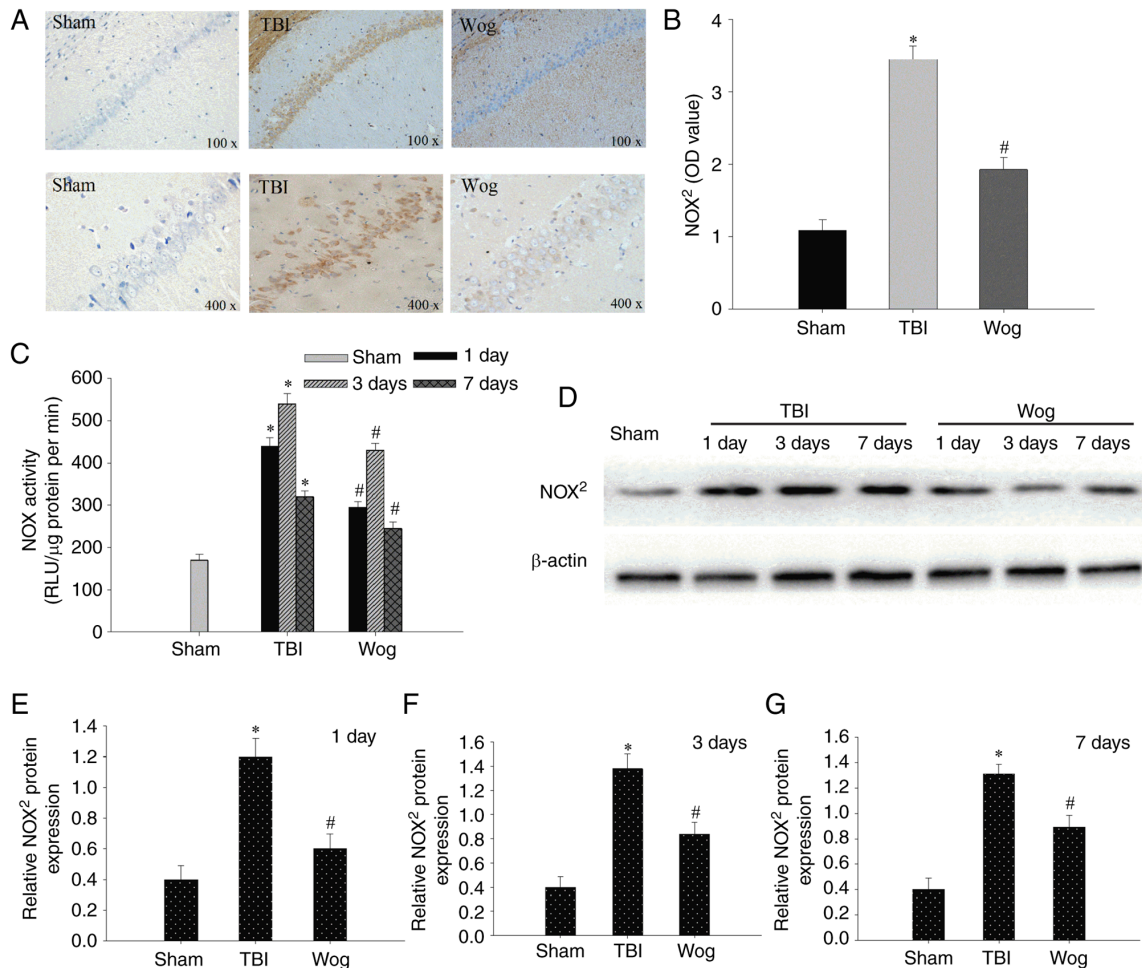 A
Sham
TBI
Wog
100 x
100 x
100 x
Sham
TBI
Wog
400 x
400 x
400 x
B
NOX² (OD value)
4
3
2
1
0
*
#
Sham TBI Wog
C
Sham 1 day
3 days 7 days
NOX activity
(RLU/µg protein per min)
600
500
400
300
200
100
0
* * *
# # #
Sham TBI Wog
D
TBI Wog
Sham 1 day 3 days 7 days 1 day 3 days 7 days
NOX²
β-actin
E
1 day
Relative NOX² protein
expression
1.4
1.2
1.0
0.8
0.6
0.4
0.2
0.0
*
#
Sham TBI Wog
F
3 days
Relative NOX² protein
expression
1.6
1.4
1.2
1.0
0.8
0.6
0.4
0.2
0.0
*
#
Sham TBI Wog
G
7 days
Relative NOX² protein
expression
1.6
1.4
1.2
1.0
0.8
0.6
0.4
0.2
0.0
*
#
Sham TBI Wog